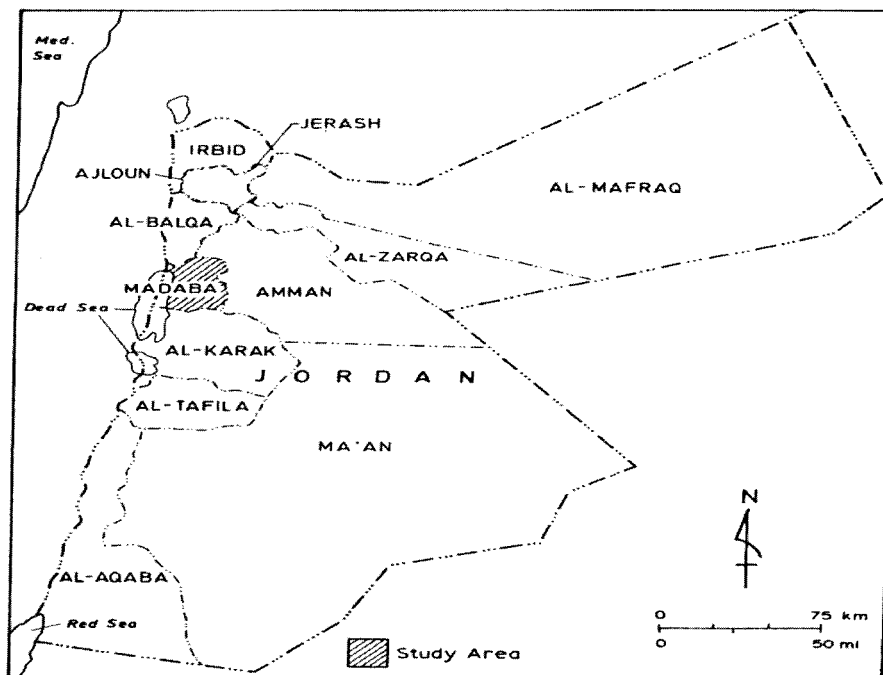 Med.
Sea
JERASH
IRBID
AJLOUN
AL-MAFRAQ
AL-BALQA
AL-ZARQA
MADABA
AMMAN
Dead Sea
AL-KARAK
JORDAN
AL-TAFILA
MA'AN
N
AL-AQABA
0 75 km
Red Sea
0 50 mi
Study Area